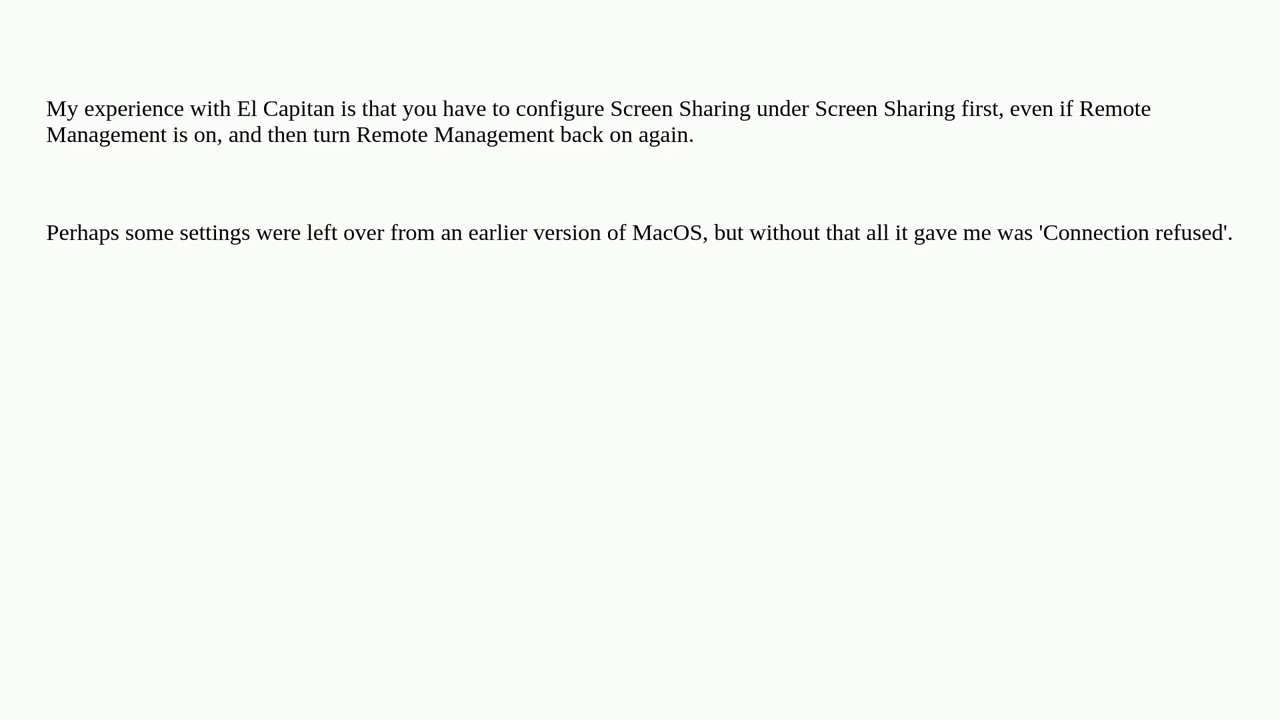 My experience with El Capitan is that you have to configure Screen Sharing under Screen Sharing first, even if Remote
Management is on, and then turn Remote Management back on again.
Perhaps some settings were left over from an earlier version of MacOS, but without that all it gave me was 'Connection refused'.